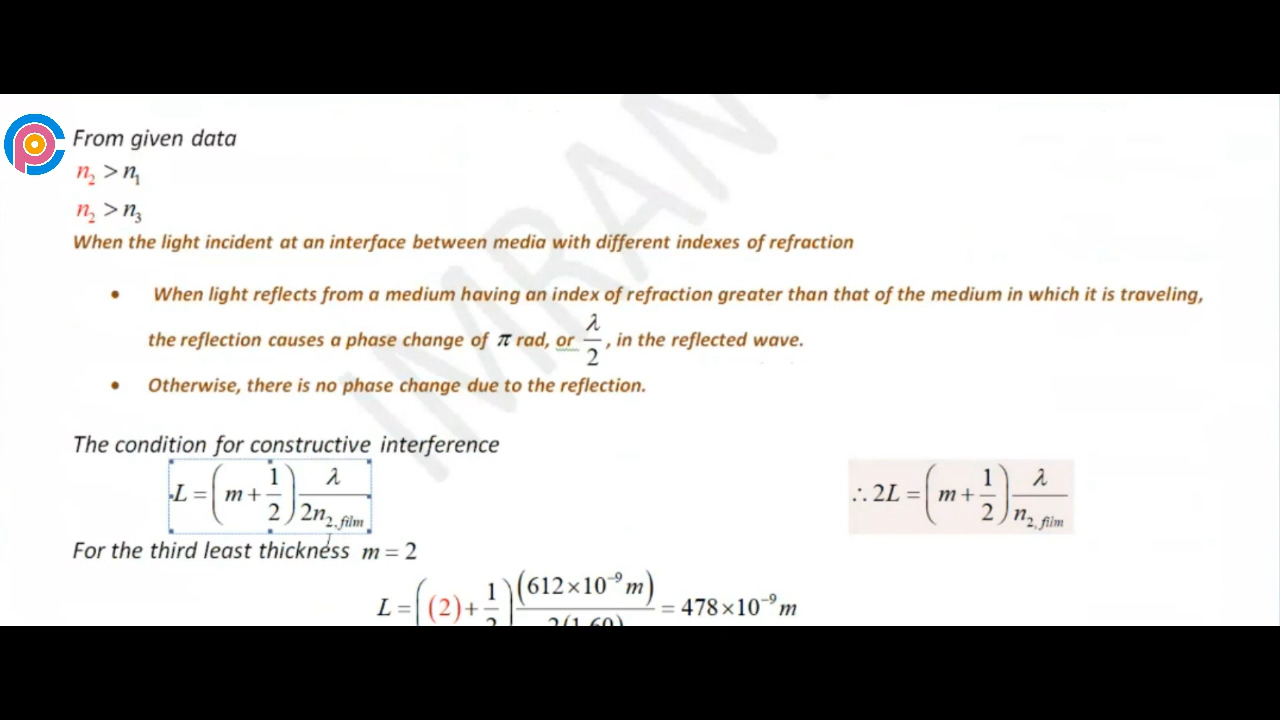 From given data
n₂ > n₁
n₂ > n₃
When the light incident at an interface between media with different indexes of refraction
• When light reflects from a medium having an index of refraction greater than that of the medium in which it is traveling,
the reflection causes a phase change of π rad, or λ/2, in the reflected wave.
• Otherwise, there is no phase change due to the reflection.
The condition for constructive interference
L = (m + 1/2) λ/2n₂,film
∴ 2L = (m + 1/2) λ/n₂,film
For the third least thickness m = 2
L = ((2) + 1/2) (612×10⁻⁹ m)/2(1.60) = 478×10⁻⁹ m
IMRAN